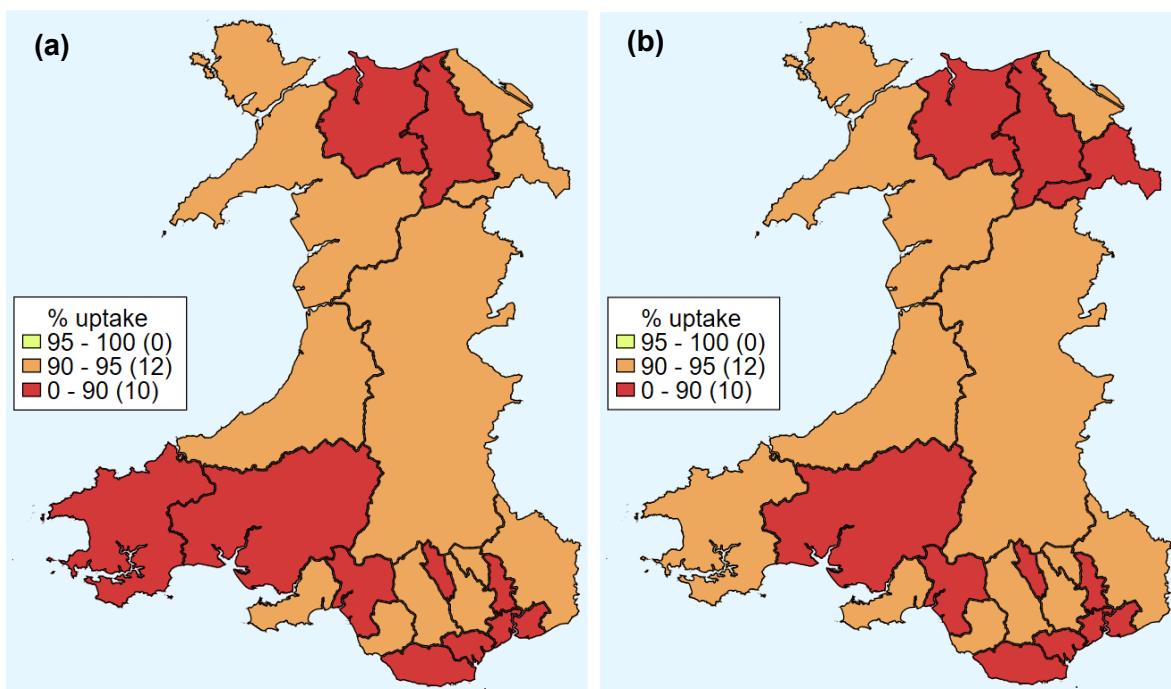 (a)
% uptake
95 - 100 (0)
90 - 95 (12)
0 - 90 (10)
(b)
% uptake
95 - 100 (0)
90 - 95 (12)
0 - 90 (10)